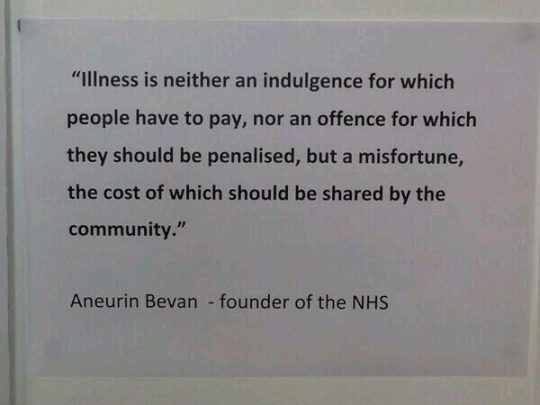 “Illness is neither an indulgence for which
people have to pay, nor an offence for which
they should be penalised, but a misfortune,
the cost of which should be shared by the
community.”
Aneurin Bevan - founder of the NHS